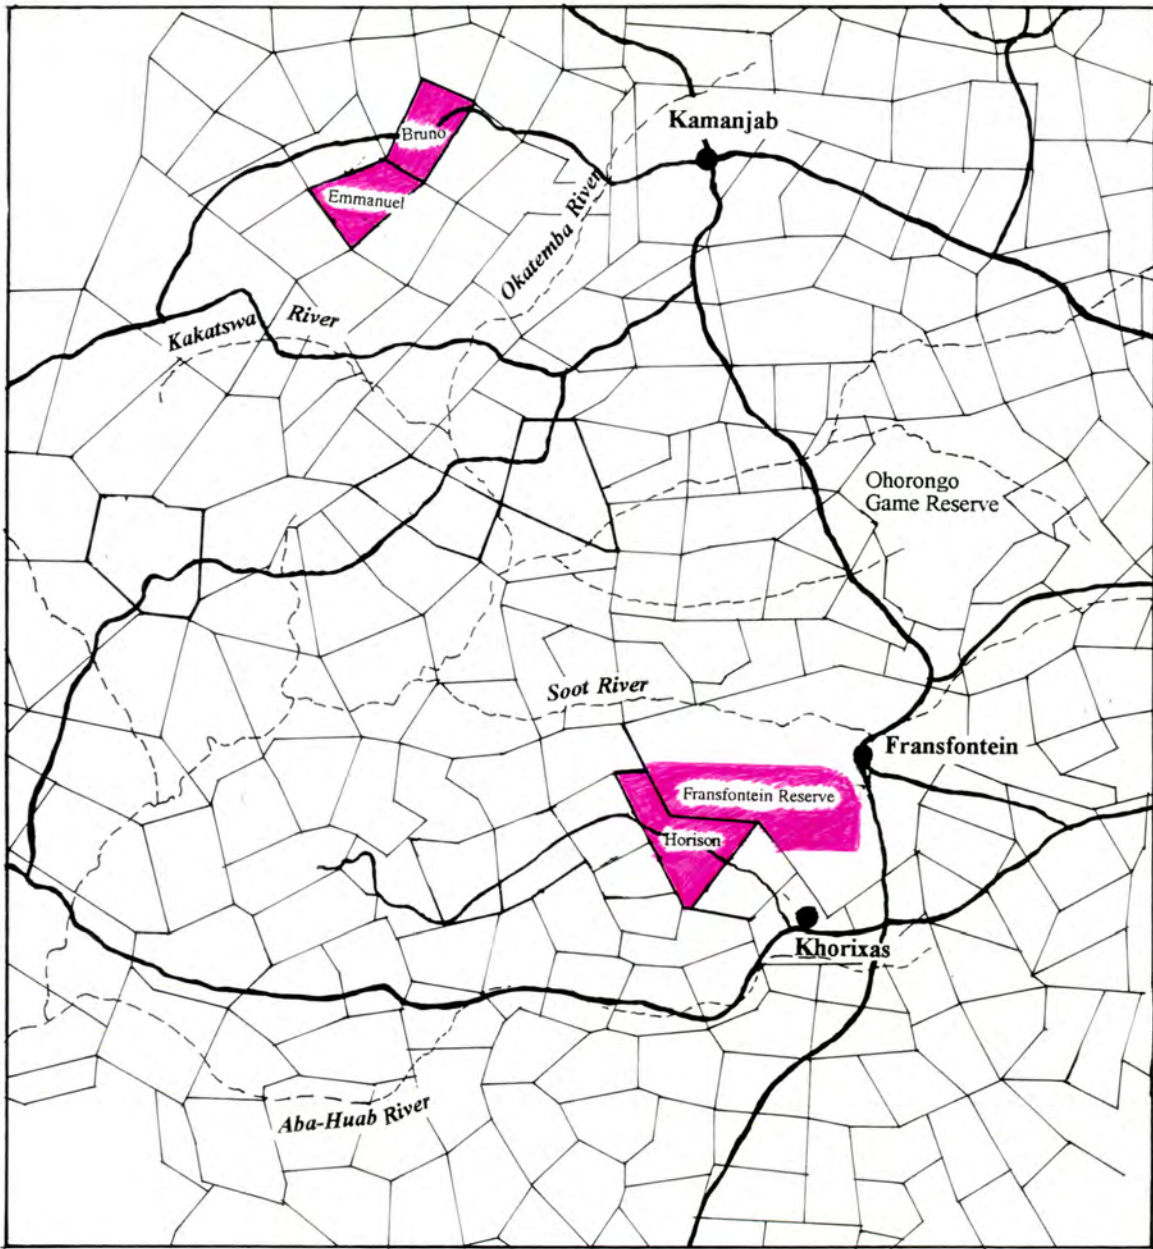 Kamanjab
Bruno
Emmanuel
Okatemba River
Kakatswa River
Ohorongo
Game Reserve
Soot River
Fransfontein
Fransfontein Reserve
Horison
Khorixas
Aba-Huab River